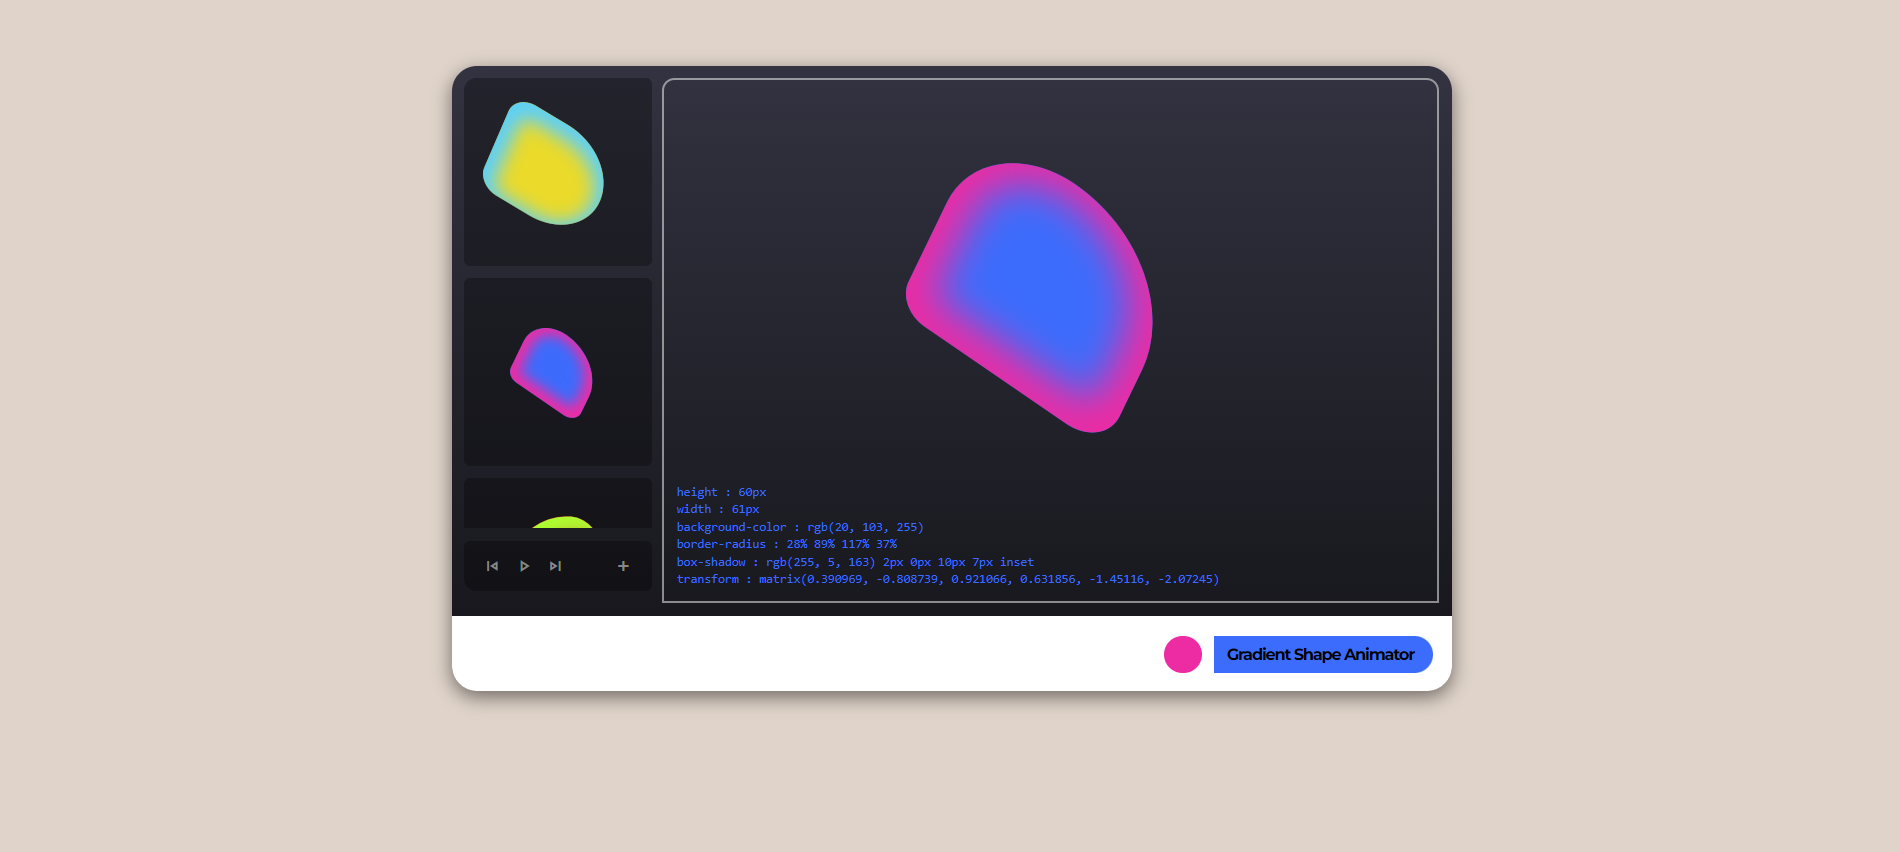 height : 60px
width : 61px
background-color : rgb(20, 103, 255)
border-radius : 28% 89% 117% 37%
box-shadow : rgb(255, 5, 163) 2px 0px 10px 7px inset
transform : matrix(0.390969, -0.808739, 0.921066, 0.631856, -1.45116, -2.07245)
Gradient Shape Animator